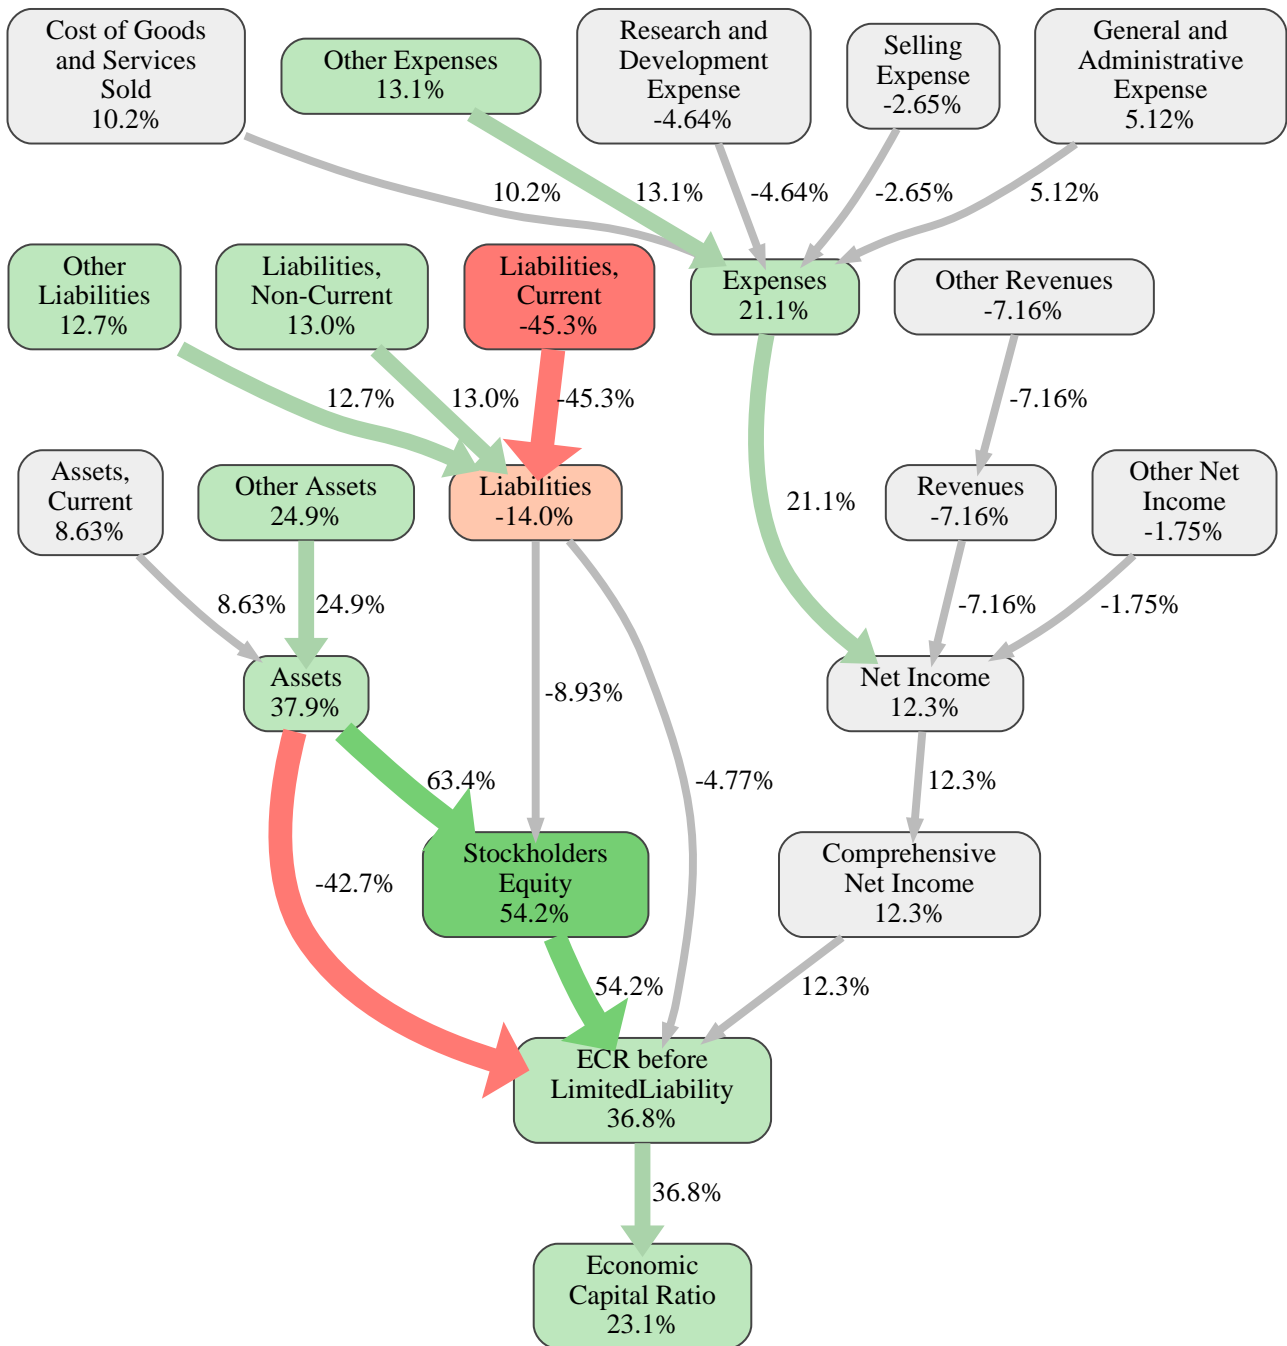 Cost of Goods
and Services
Sold
10.2%
Other Expenses
13.1%
Research and
Development
Expense
-4.64%
Selling
Expense
-2.65%
General and
Administrative
Expense
5.12%
10.2%
13.1%
-4.64%
-2.65%
5.12%
Other
Liabilities
12.7%
Liabilities,
Non-Current
13.0%
Liabilities,
Current
-45.3%
Expenses
21.1%
Other Revenues
-7.16%
12.7%
13.0%
-45.3%
-7.16%
Assets,
Current
8.63%
Other Assets
24.9%
Liabilities
-14.0%
21.1%
Revenues
-7.16%
Other Net
Income
-1.75%
8.63%
24.9%
-7.16%
-1.75%
Assets
37.9%
-8.93%
Net Income
12.3%
63.4%
-4.77%
12.3%
-42.7%
Stockholders
Equity
54.2%
Comprehensive
Net Income
12.3%
54.2%
12.3%
ECR before
LimitedLiability
36.8%
36.8%
Economic
Capital Ratio
23.1%